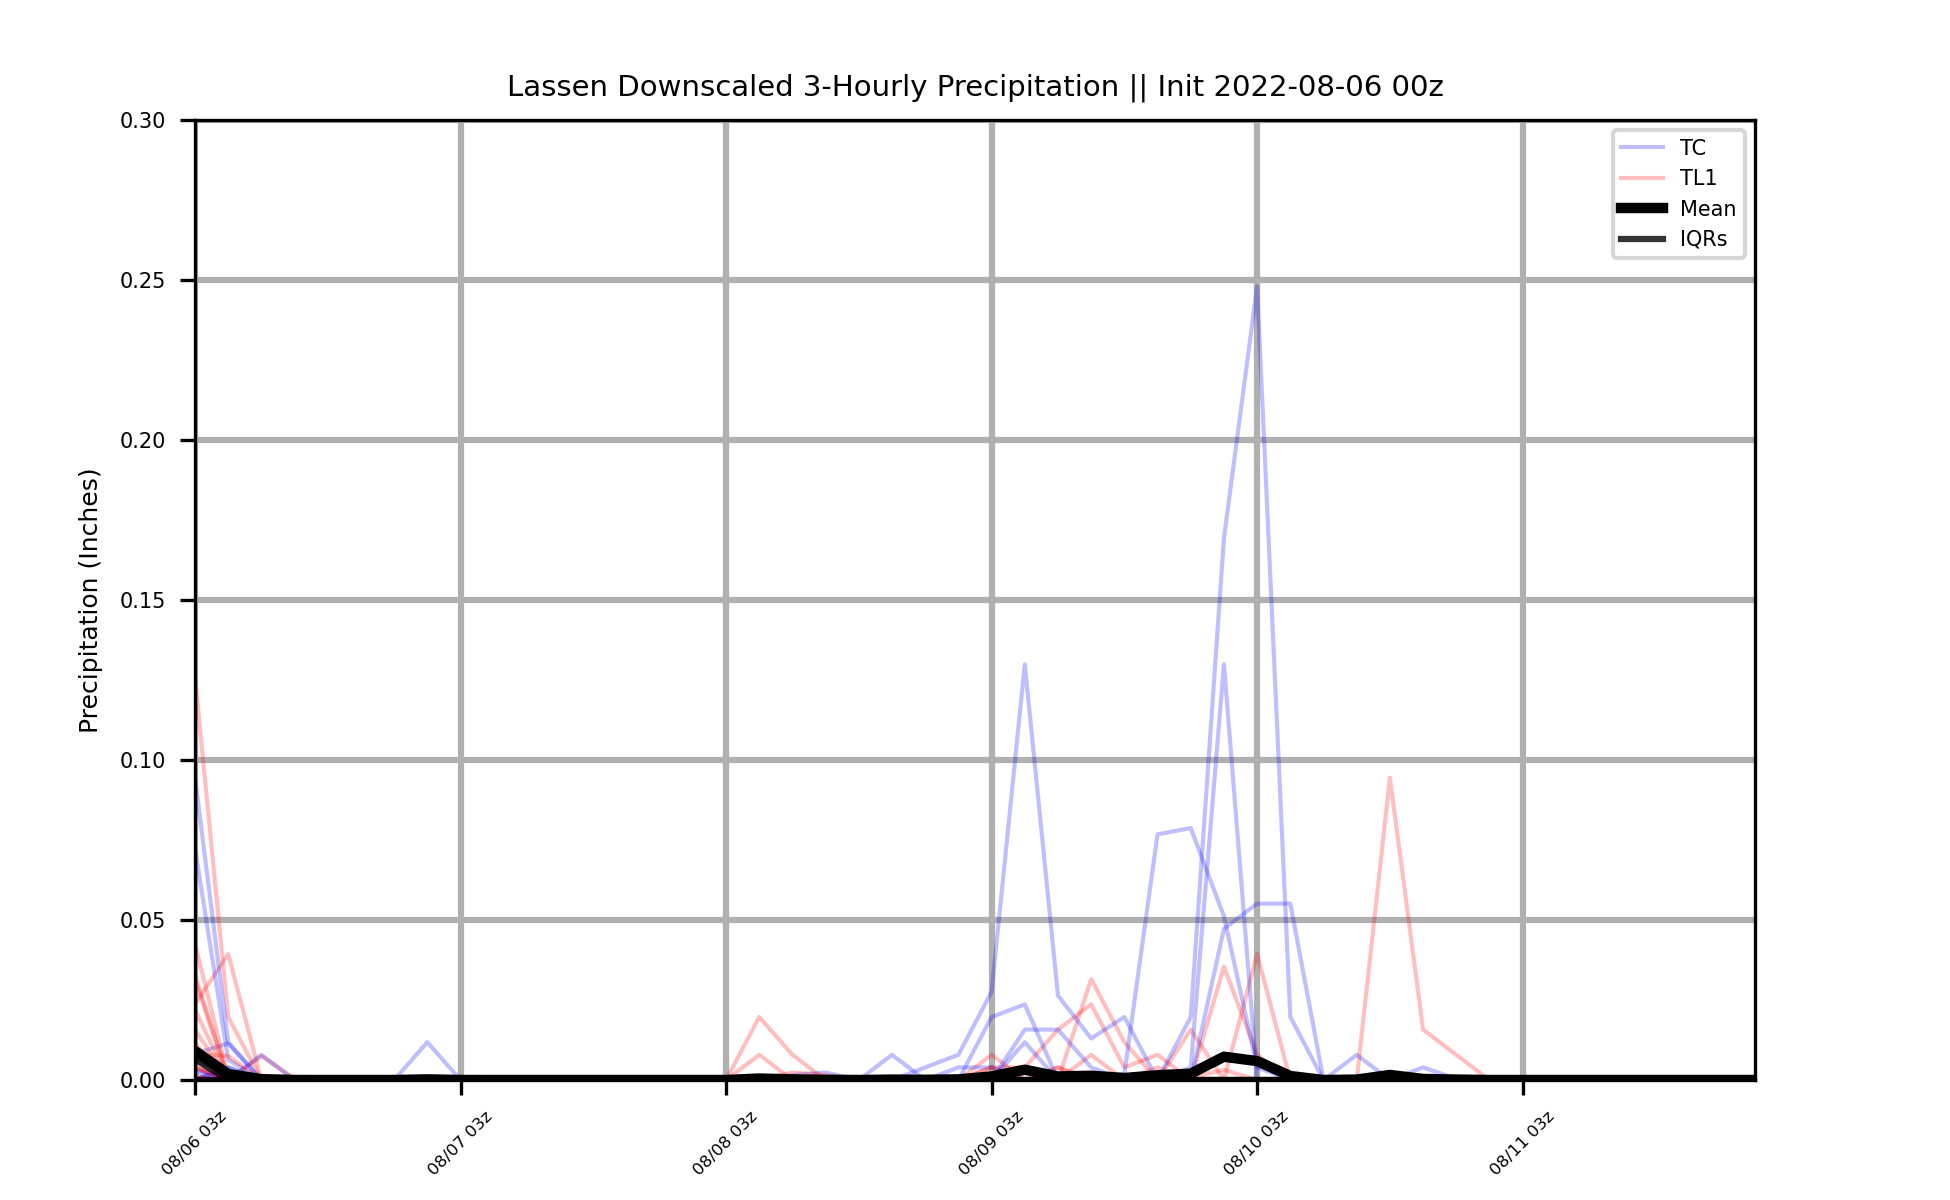 Lassen Downscaled 3-Hourly Precipitation || Init 2022-08-06 00z
0.30
0.25
0.20
0.15
0.10
0.05
0.00
Precipitation (Inches)
TC
TL1
Mean
IQRs
08/06 03z
08/07 03z
08/08 03z
08/09 03z
08/10 03z
08/11 03z